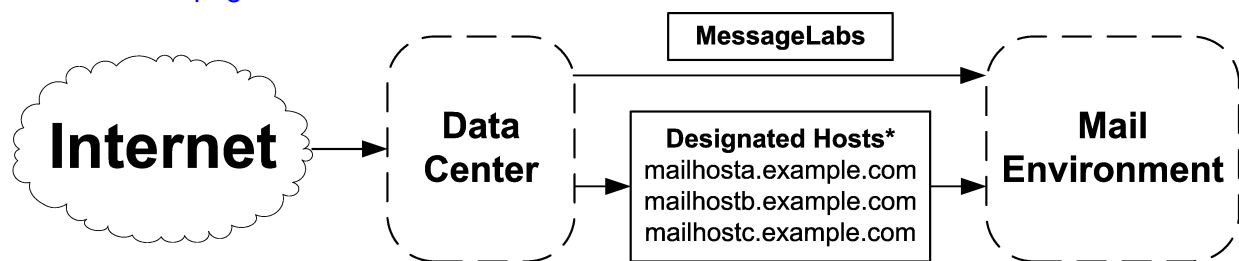 MessageLabs
Internet
Data
Center
Designated Hosts*
mailhosta.example.com
mailhostb.example.com
mailhostc.example.com
Mail
Environment